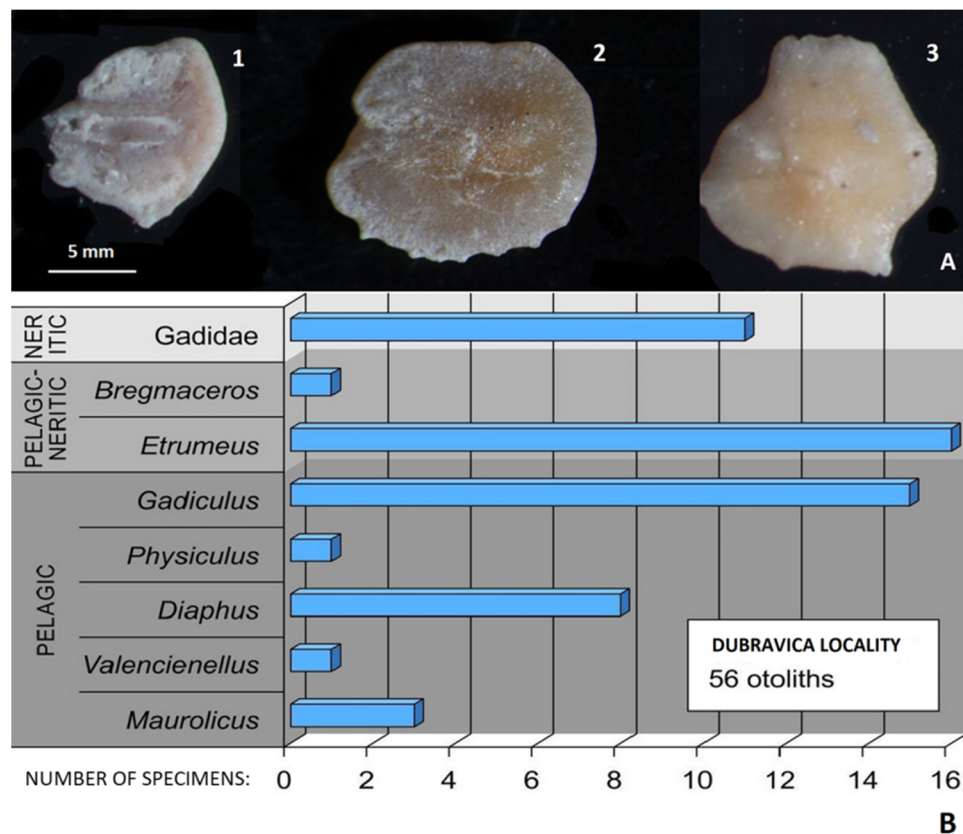 1
2
3
5 mm
A
NER
ITIC
Gadidae
PELAGIC-
NERITIC
Bregmaceros
Etrumeus
PELAGIC
Gadiculus
Physiculus
Diaphus
Valencienellus
Maurolicus
DUBRAVICA LOCALITY
56 otoliths
NUMBER OF SPECIMENS: 0 2 4 6 8 10 12 14 16
B